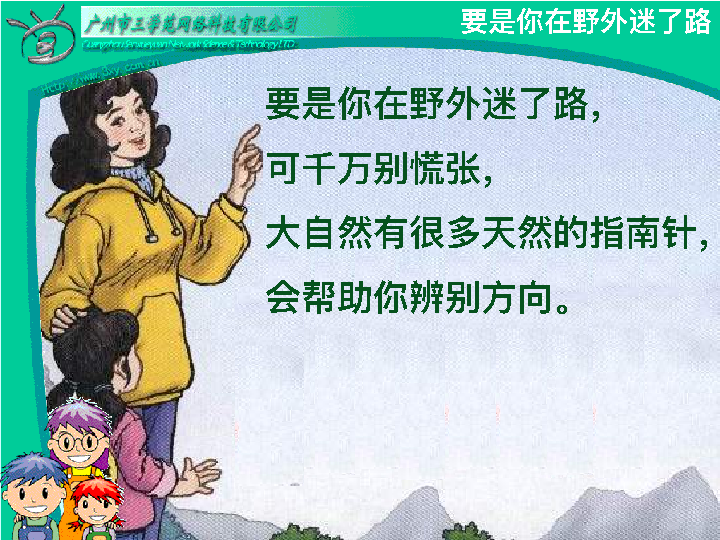 广州市三学苑网络科技有限公司
要是你在野外迷了路
要是你在野外迷了路，
可千万别慌张，
大自然有很多天然的指南针，
会帮助你辨别方向。